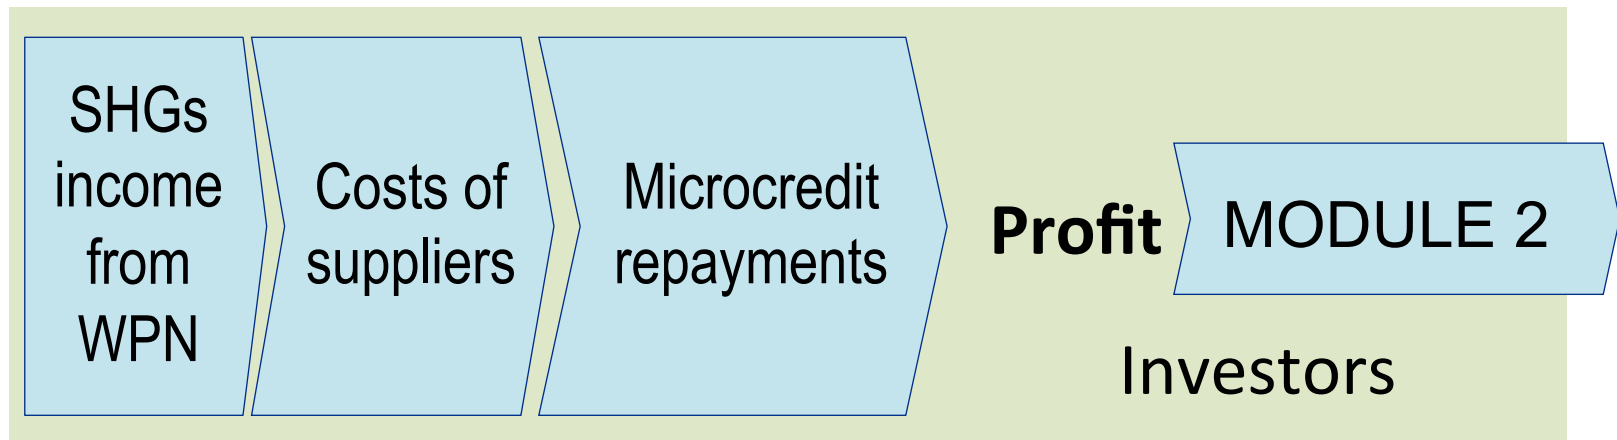 SHGs
income
from
WPN
Costs of
suppliers
Microcredit
repayments
Profit
MODULE 2
Investors